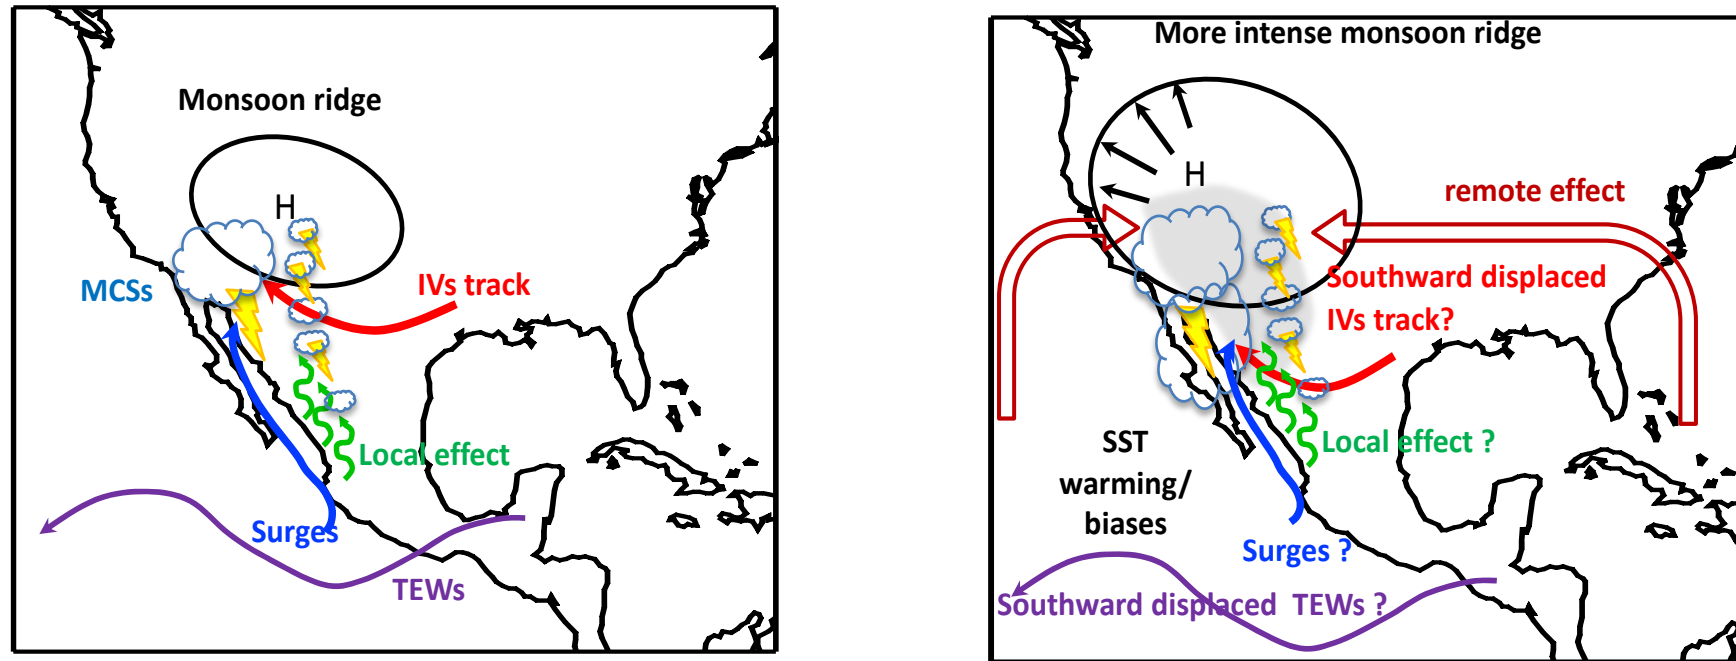 Monsoon ridge
H
MCSs
IVs track
Local effect
Surges
TEWs
More intense monsoon ridge
H
remote effect
Southward displaced
IVs track?
Local effect ?
SST
warming/
biases
Surges ?
Southward displaced TEWs ?